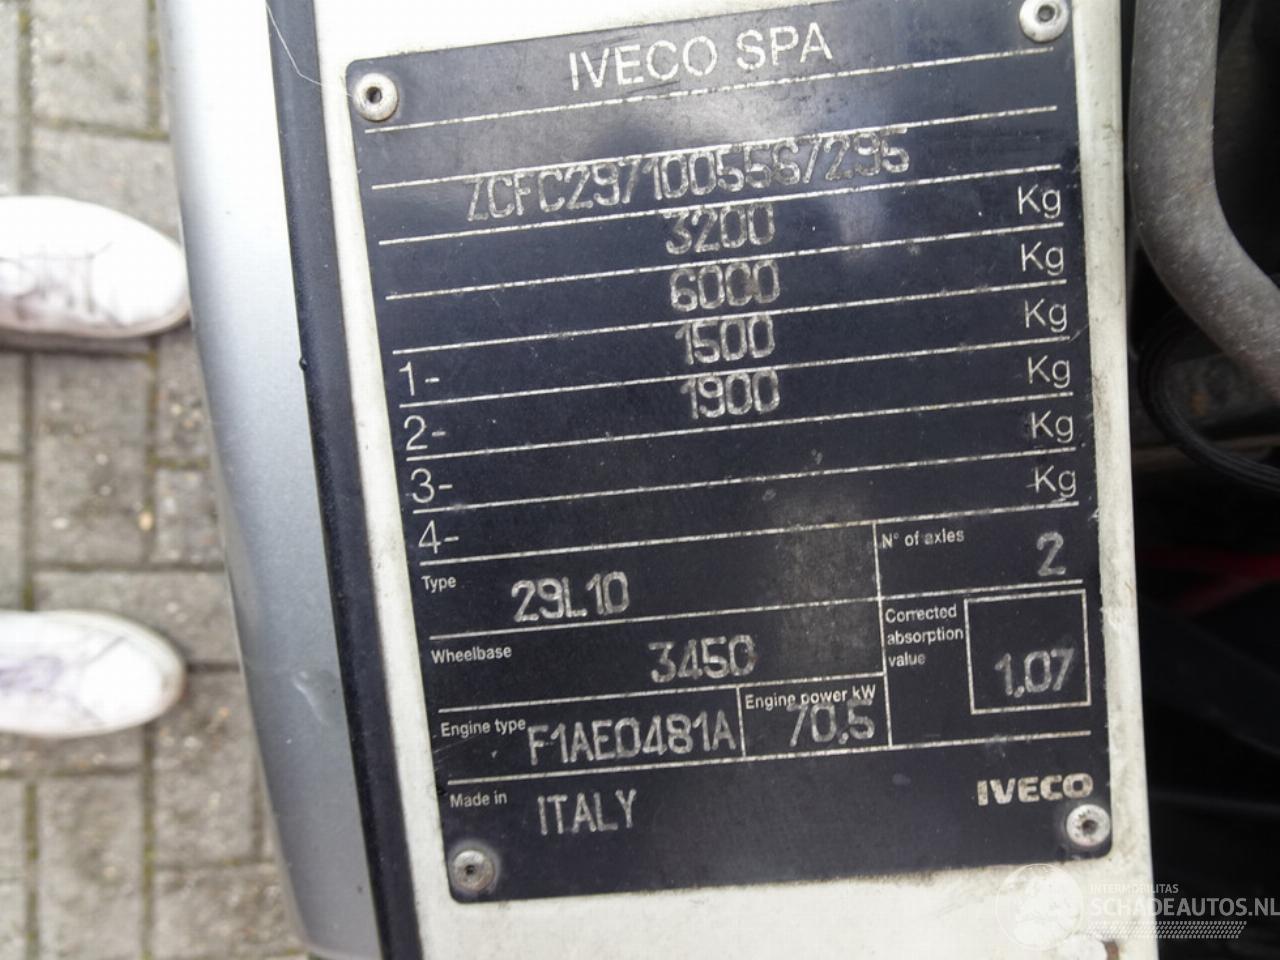 IVECO SPA
ZCFC2971005567295
3200 Kg
6000 Kg
1- 1500 Kg
2- 1900 Kg
3- Kg
4- Kg
Type 29L10 N° of axles 2
Wheelbase 3450 Corrected absorption value 1,07
Engine type F1AE0481A Engine power kW 70,5
Made in ITALY IVECO
INTERMOBILITAS
SCHADEAUTOS.NL